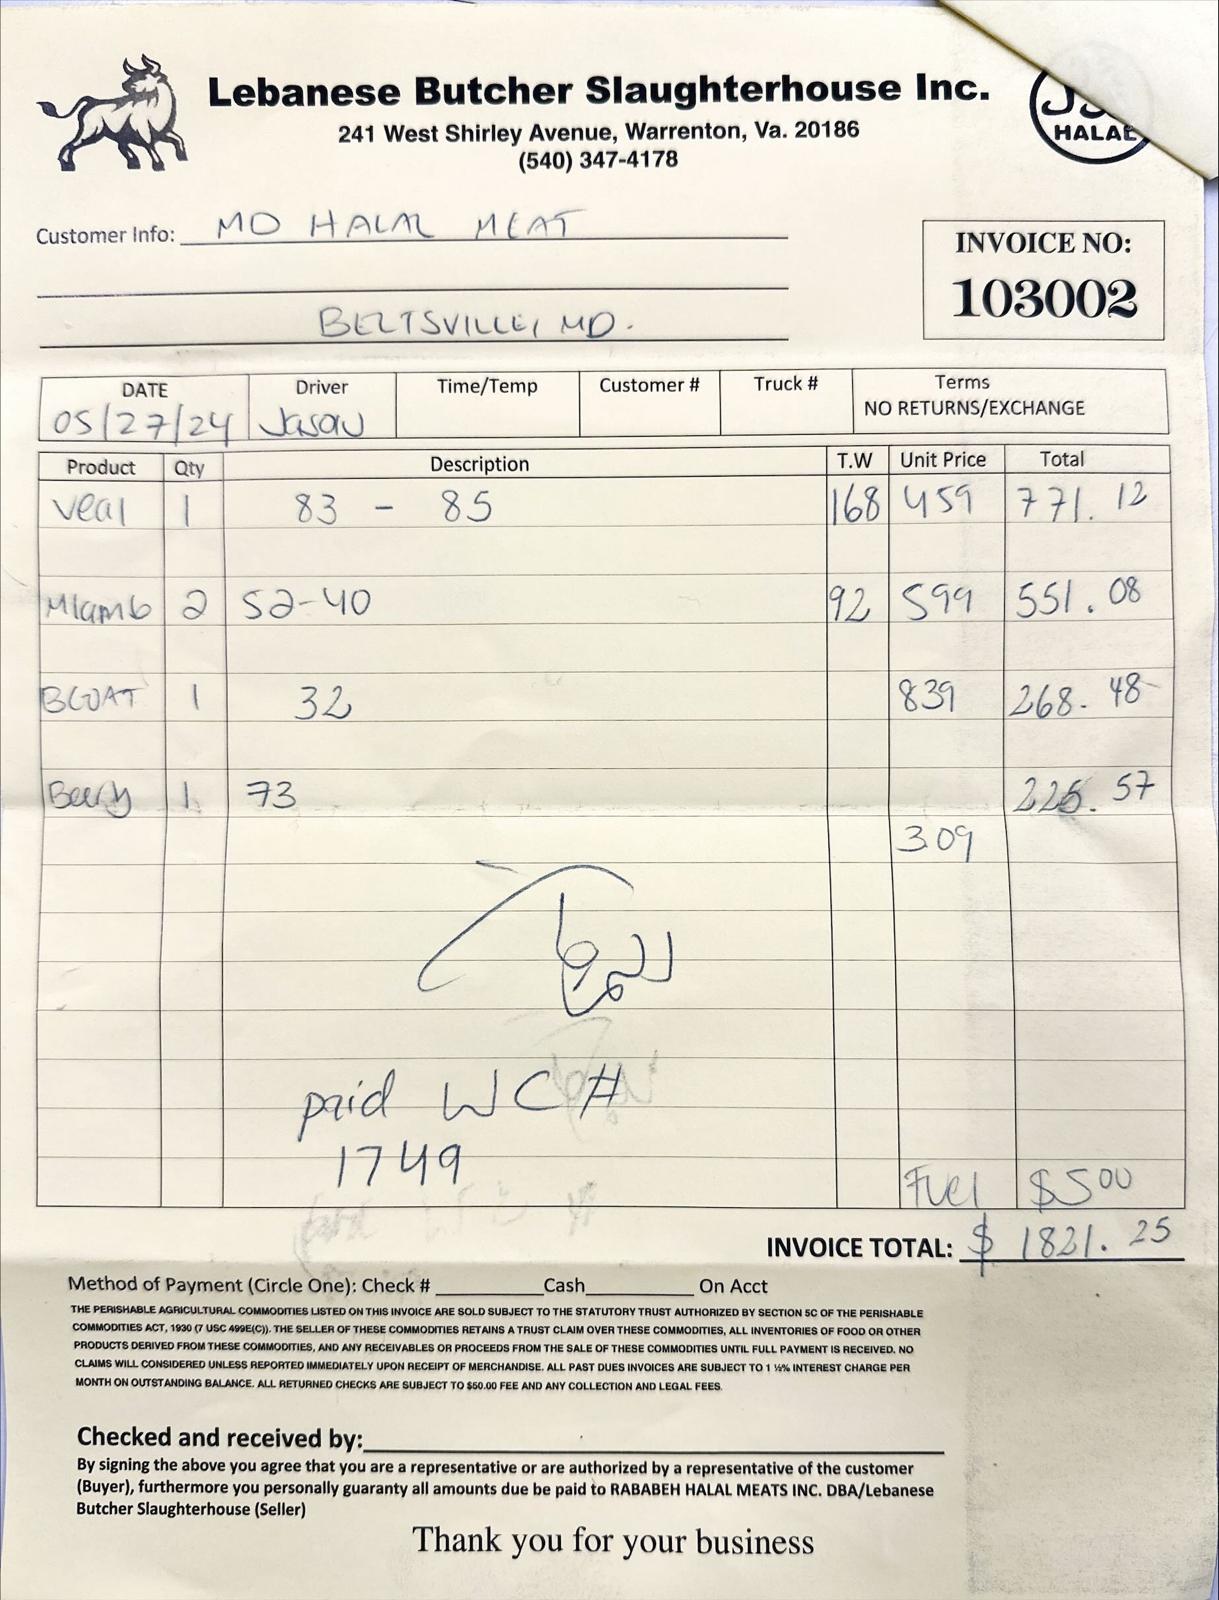 Lebanese Butcher Slaughterhouse Inc.
241 West Shirley Avenue, Warrenton, Va. 20186
(540) 347-4178
HALAL
Customer Info: MD HALAL MEAT
BELTSVILLE, MD.
INVOICE NO:
103002
DATE Driver Time/Temp Customer # Truck # Terms
05/27/24 Jason NO RETURNS/EXCHANGE
Product Qty Description T.W Unit Price Total
Veal 1 83 - 85 168 459 771.12
Mlamb 2 52-40 92 599 551.08
BGOAT 1 32 839 268.48
1 73 225.57
3.09
paid WC#
1749
Fuel $5.00
INVOICE TOTAL: $ 1821.25
Method of Payment (Circle One): Check # Cash On Acct
THE PERISHABLE AGRICULTURAL COMMODITIES LISTED ON THIS INVOICE ARE SOLD SUBJECT TO THE STATUTORY TRUST AUTHORIZED BY SECTION 5C OF THE PERISHABLE
COMMODITIES ACT, 1930 (7 USC 499E(C)). THE SELLER OF THESE COMMODITIES RETAINS A TRUST CLAIM OVER THESE COMMODITIES, ALL INVENTORIES OF FOOD OR OTHER
PRODUCTS DERIVED FROM THESE COMMODITIES, AND ANY RECEIVABLES OR PROCEEDS FROM THE SALE OF THESE COMMODITIES UNTIL FULL PAYMENT IS RECEIVED. NO
CLAIMS WILL CONSIDERED UNLESS REPORTED IMMEDIATELY UPON RECEIPT OF MERCHANDISE. ALL PAST DUES INVOICES ARE SUBJECT TO 1 ½% INTEREST CHARGE PER
MONTH ON OUTSTANDING BALANCE. ALL RETURNED CHECKS ARE SUBJECT TO $50.00 FEE AND ANY COLLECTION AND LEGAL FEES.
Checked and received by:
By signing the above you agree that you are a representative or are authorized by a representative of the customer
(Buyer), furthermore you personally guaranty all amounts due be paid to RABABEH HALAL MEATS INC. DBA/Lebanese
Butcher Slaughterhouse (Seller)
Thank you for your business